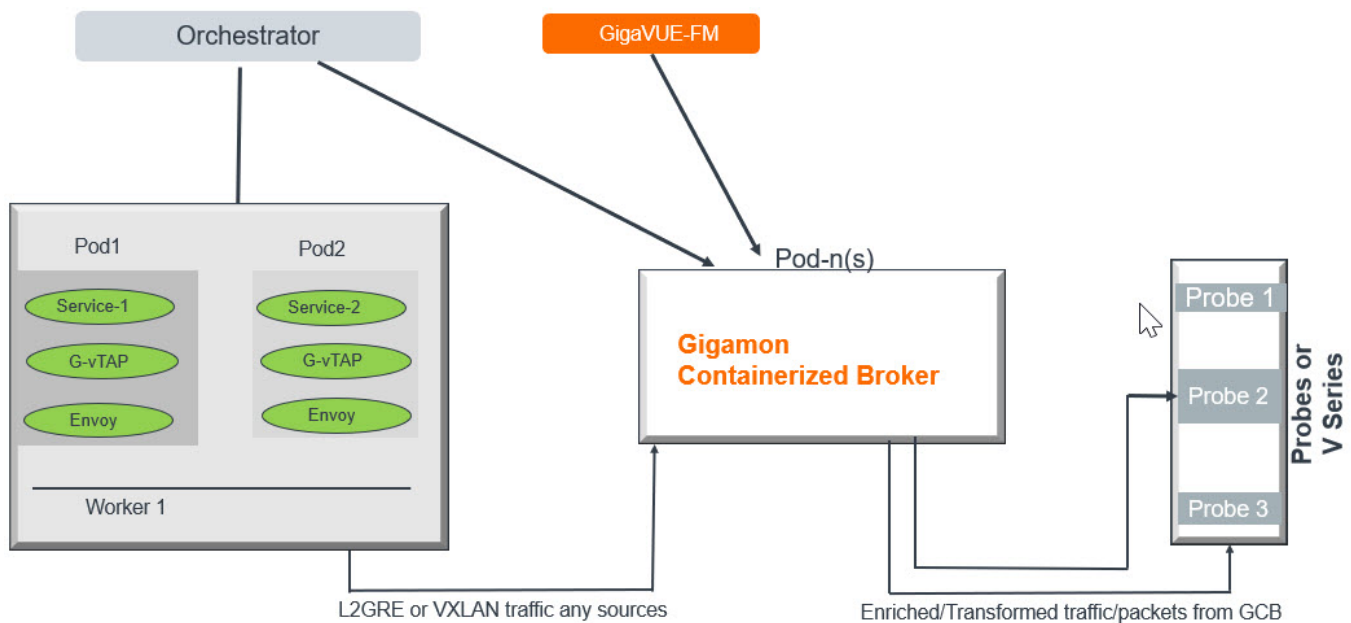 Orchestrator
GigaVUE-FM
Pod1
Pod2
Service-1
Service-2
G-vTAP
G-vTAP
Envoy
Envoy
Worker 1
Pod-n(s)
Gigamon
Containerized Broker
Probe 1
Probe 2
Probe 3
Probes or
V Series
L2GRE or VXLAN traffic any sources
Enriched/Transformed traffic/packets from GCB